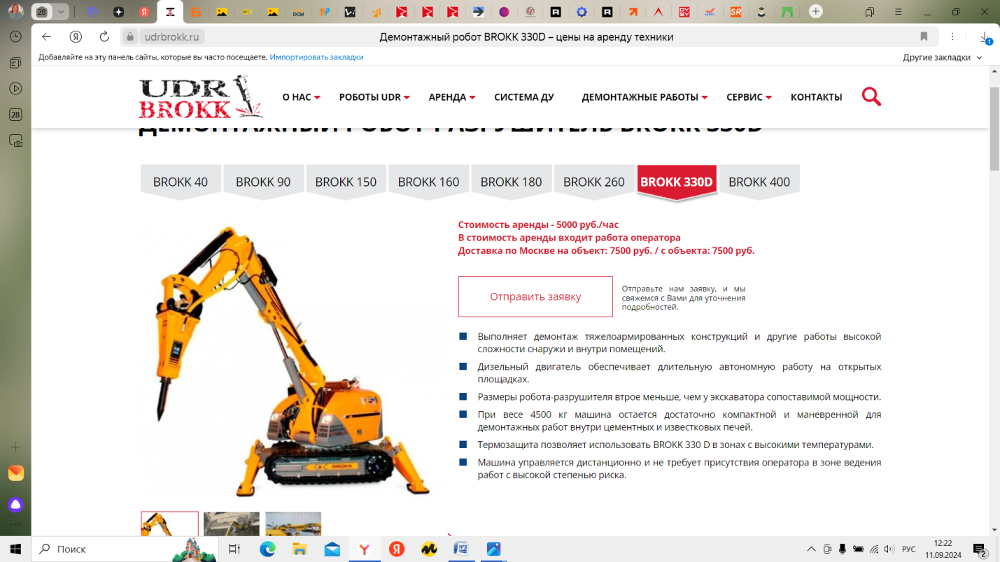 28
udrbrokk.ru
Демонтажный робот BROKK 330D – цены на аренду техники
1
Добавляйте на эту панель сайты, которые вы часто посещаете. Импортировать закладки
Другие закладки
28
UDR
BROKK
О НАС
РОБОТЫ UDR
АРЕНДА
СИСТЕМА ДУ
ДЕМОНТАЖНЫЕ РАБОТЫ
СЕРВИС
КОНТАКТЫ
ДЕМОНТАЖНЫЙ РОБОТ РАЗРУШИТЕЛЬ BROKK 330D
BROKK 40
BROKK 90
BROKK 150
BROKK 160
BROKK 180
BROKK 260
BROKK 330D
BROKK 400
Стоимость аренды - 5000 руб./час
В стоимость аренды входит работа оператора
Доставка по Москве на объект: 7500 руб. / с объекта: 7500 руб.
Отправить заявку
Отправьте нам заявку, и мы
свяжемся с Вами для уточнения
подробностей.
Выполняет демонтаж тяжелоармированных конструкций и другие работы высокой
сложности снаружи и внутри помещений.
Дизельный двигатель обеспечивает длительную автономную работу на открытых
площадках.
Размеры робота-разрушителя втрое меньше, чем у экскаватора сопоставимой мощности.
При весе 4500 кг машина остается достаточно компактной и маневренной для
демонтажных работ внутри цементных и известковых печей.
Термозащита позволяет использовать BROKK 330 D в зонах с высокими температурами.
Машина управляется дистанционно и не требует присутствия оператора в зоне ведения
работ с высокой степенью риска.
BROKK
Поиск
РУС
12:22
11.09.2024
2